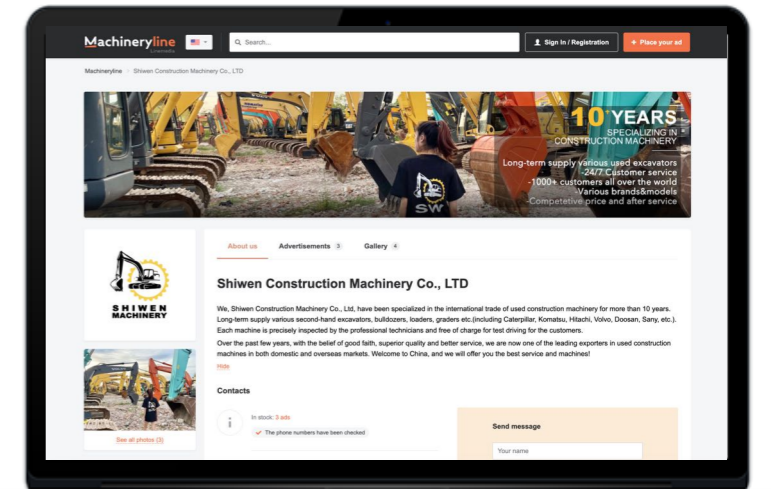 Machineryline
Search...
Sign In / Registration
+ Place your ad
Machineryline
Shiwen Construction Machinery Co., LTD
10 YEARS
SPECIALIZING IN
CONSTRUCTION MACHINERY
Long-term supply various used excavators
-24/7 Customer service
-1000+ customers all over the world
-Various brands&models
-Competetive price and after service
SW
SHIWEN
MACHINERY
About us
Advertisements 3
Gallery 4
Shiwen Construction Machinery Co., LTD
We, Shiwen Construction Machinery Co., Ltd, have been specialized in the international trade of used construction machinery for more than 10 years.
Long-term supply various second-hand excavators, bulldozers, loaders, graders etc.(including Caterpillar, Komatsu, Hitachi, Volvo, Doosan, Sany, etc.).
Each machine is precisely inspected by the professional technicians and free of charge for test driving for the customers.
Over the past few years, with the belief of good faith, superior quality and better service, we are now one of the leading exporters in used construction
machines in both domestic and overseas markets. Welcome to China, and we will offer you the best service and machines!
Hide
See all photos (3)
Contacts
In stock: 3 ads
The phone numbers have been checked
Send message
Your name